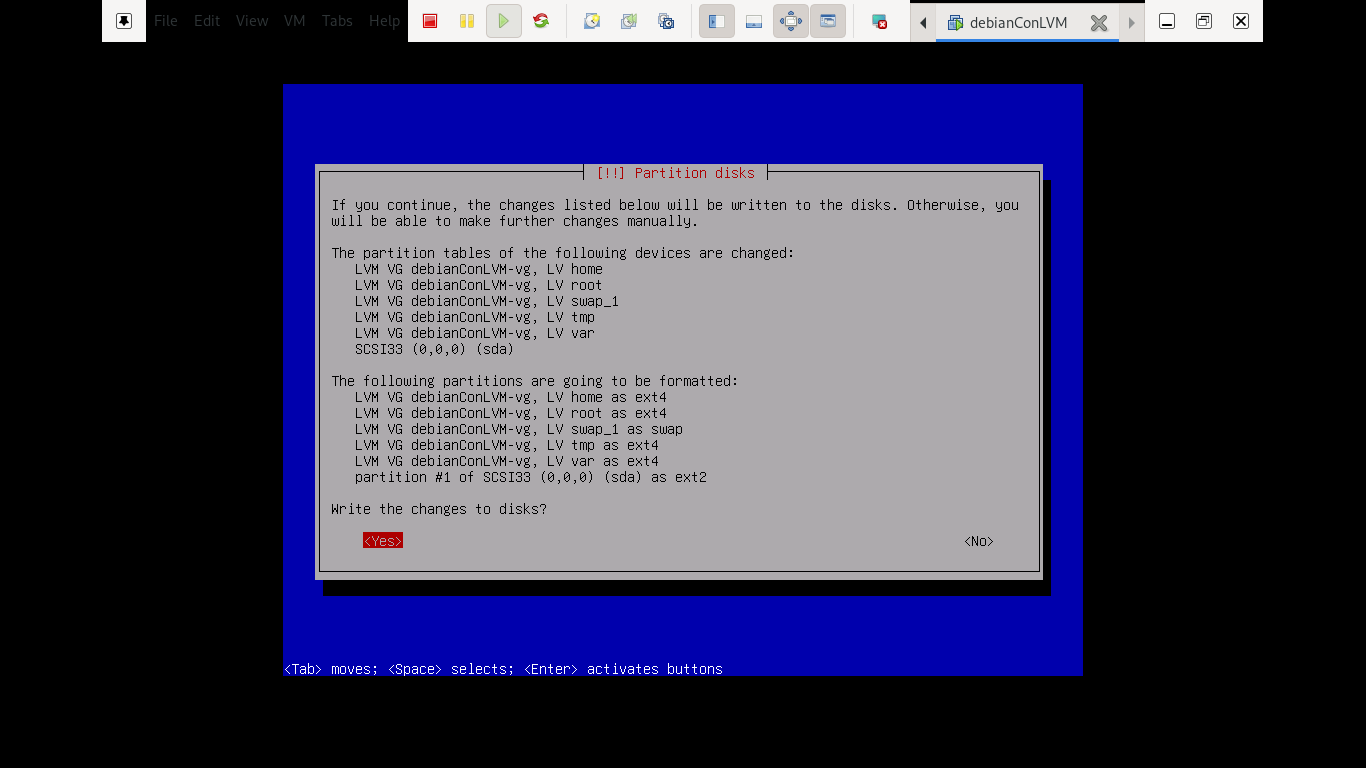 File Edit View VM Tabs Help debianConLVM
[!!] Partition disks
If you continue, the changes listed below will be written to the disks. Otherwise, you
will be able to make further changes manually.
The partition tables of the following devices are changed:
LVM VG debianConLVM-vg, LV home
LVM VG debianConLVM-vg, LV root
LVM VG debianConLVM-vg, LV swap_1
LVM VG debianConLVM-vg, LV tmp
LVM VG debianConLVM-vg, LV var
SCSI33 (0,0,0) (sda)
The following partitions are going to be formatted:
LVM VG debianConLVM-vg, LV home as ext4
LVM VG debianConLVM-vg, LV root as ext4
LVM VG debianConLVM-vg, LV swap_1 as swap
LVM VG debianConLVM-vg, LV tmp as ext4
LVM VG debianConLVM-vg, LV var as ext4
partition #1 of SCSI33 (0,0,0) (sda) as ext2
Write the changes to disks?
<Yes> <No>
<Tab> moves; <Space> selects; <Enter> activates buttons